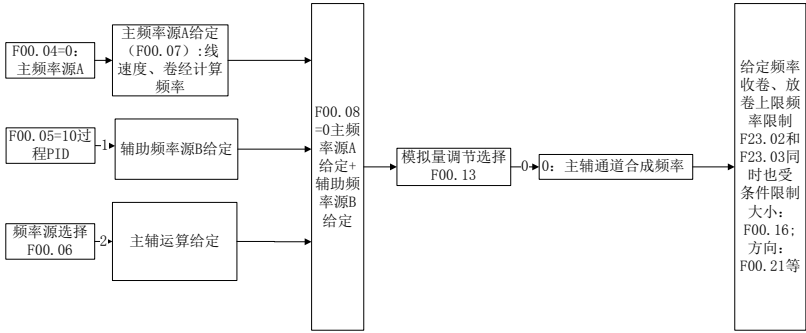 F00.04=0:
主频率源A
主频率源A给定
（F00.07）:线
速度、卷经计算
频率
F00.05=10过
程PID
1
辅助频率源B给定
频率源选择
F00.06
2
主辅运算给定
F00.08
=0主频
率源A
给定+
辅助频
率源B
给定
模拟量调节选择
F00.13
0
0: 主辅通道合成频率
给定频率
收卷、放
卷上限频
率限制
F23.02和
F23.03同
时也受
条件限制
大小:
F00.16;
方向:
F00.21等